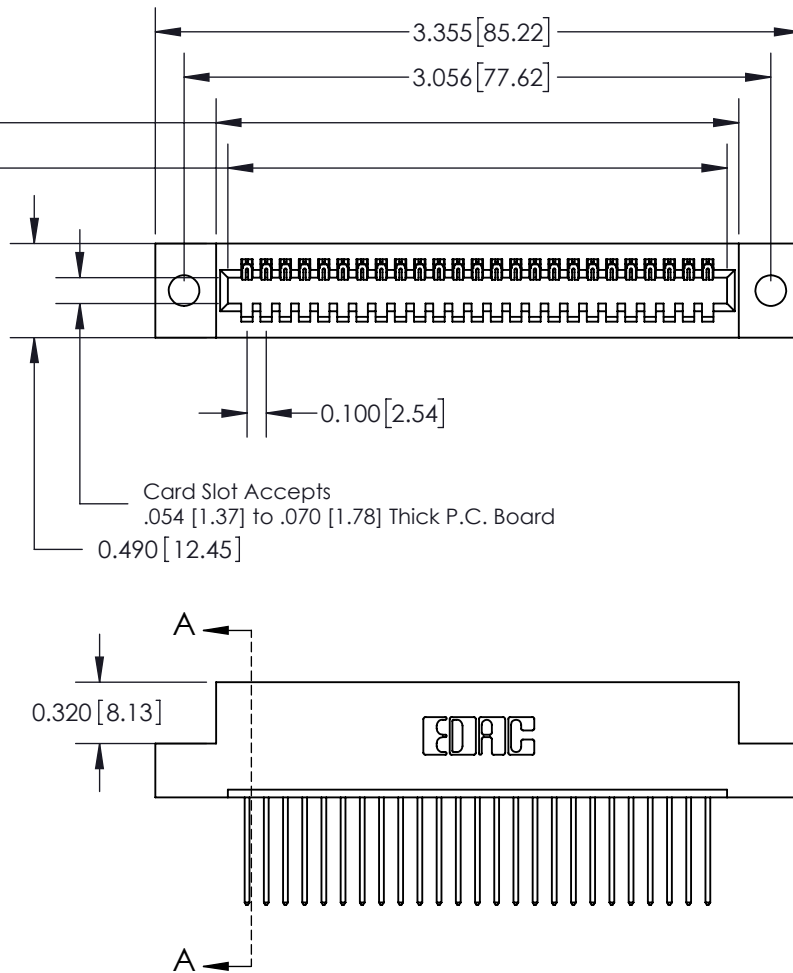 3.355[85.22]
3.056[77.62]
0.100[2.54]
Card Slot Accepts
.054 [1.37] to .070 [1.78] Thick P.C. Board
0.490[12.45]
A
0.320[8.13]
EDAC
A